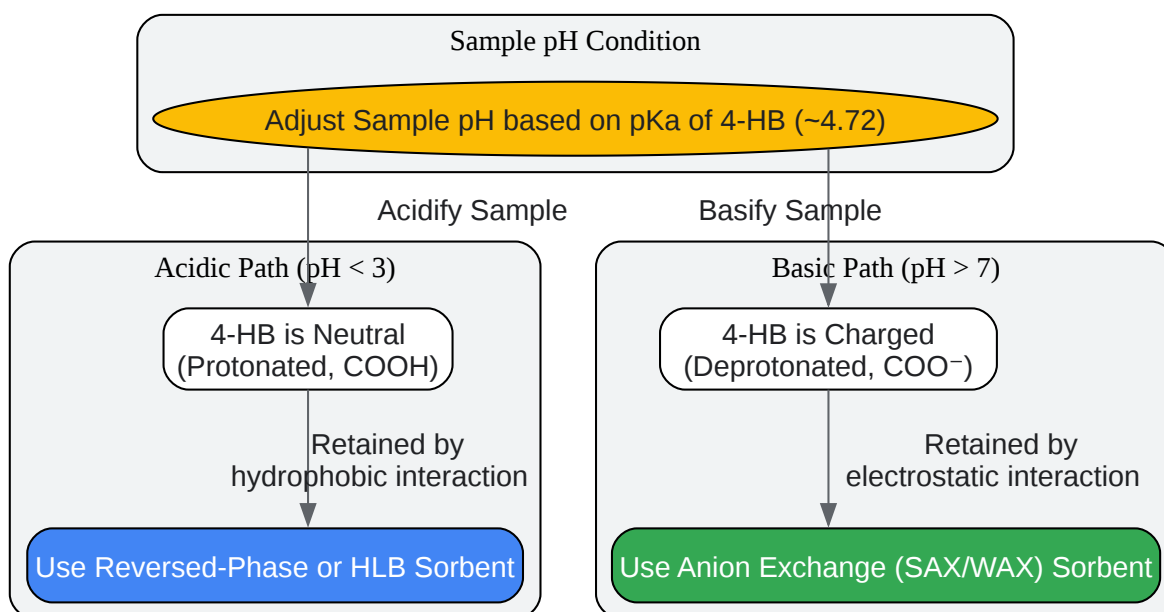 Sample pH Condition
Adjust Sample pH based on pKa of 4-HB (~4.72)
Acidify Sample
Basify Sample
Acidic Path (pH < 3)
4-HB is Neutral
(Protonated, COOH)
Retained by
hydrophobic interaction
Use Reversed-Phase or HLB Sorbent
Basic Path (pH > 7)
4-HB is Charged
(Deprotonated, COO⁻)
Retained by
electrostatic interaction
Use Anion Exchange (SAX/WAX) Sorbent